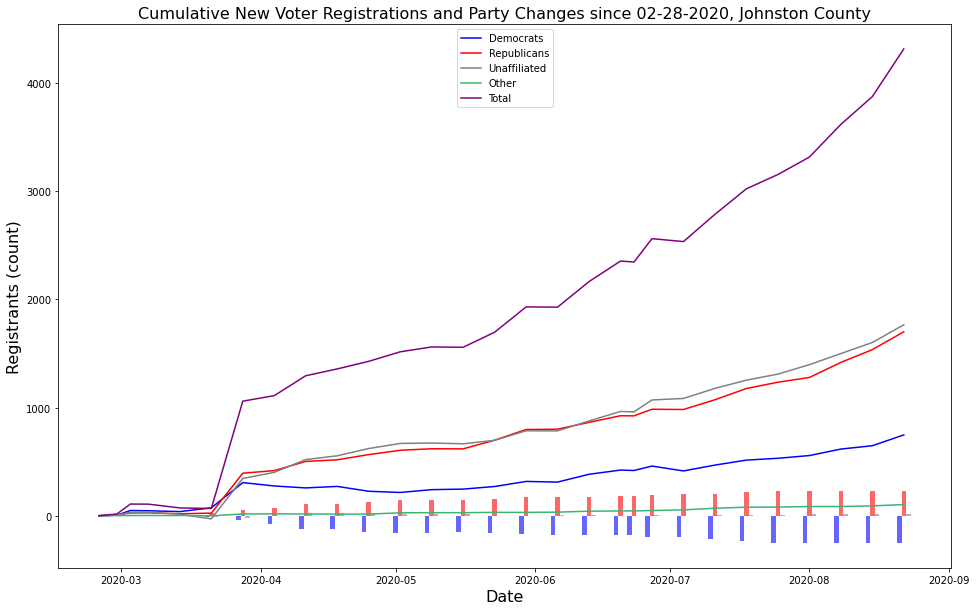 Cumulative New Voter Registrations and Party Changes since 02-28-2020, Johnston County
Democrats
Republicans
Unaffiliated
Other
Total
4000
3000
2000
1000
0
Registrants (count)
2020-03 2020-04 2020-05 2020-06 2020-07 2020-08 2020-09
Date